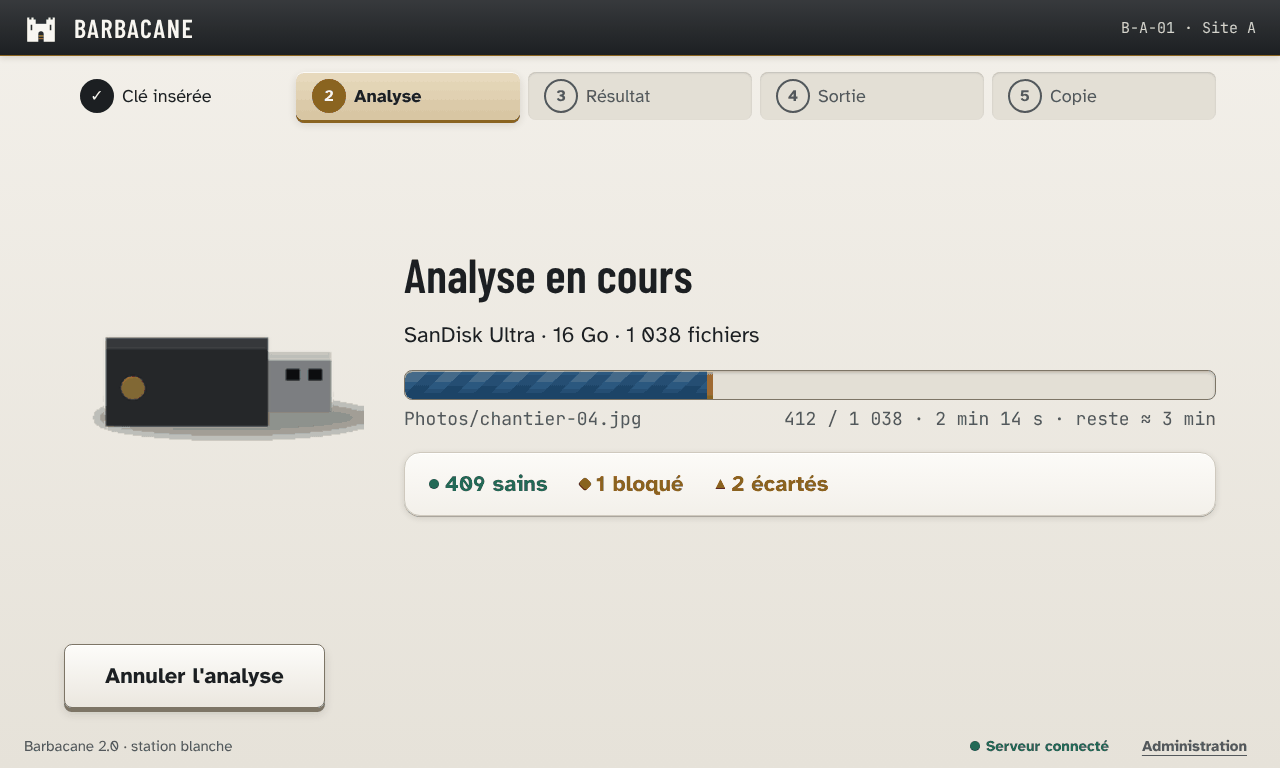 BARBACANE
B-A-01 · Site A
✓ Clé insérée
2 Analyse
3 Résultat
4 Sortie
5 Copie
Analyse en cours
SanDisk Ultra · 16 Go · 1 038 fichiers
Photos/chantier-04.jpg
412 / 1 038 · 2 min 14 s · reste ≈ 3 min
409 sains
1 bloqué
2 écartés
Annuler l'analyse
Barbacane 2.0 · station blanche
Serveur connecté
Administration